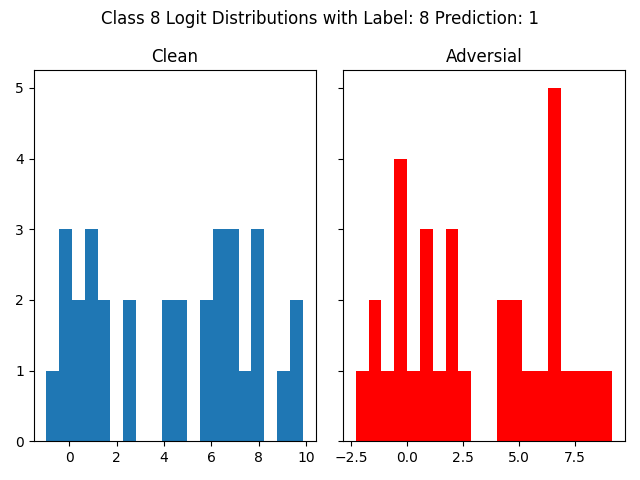 Class 8 Logit Distributions with Label: 8 Prediction: 1
Clean
Adversial
5
4
3
2
1
0
0 2 4 6 8 10
−2.5 0.0 2.5 5.0 7.5